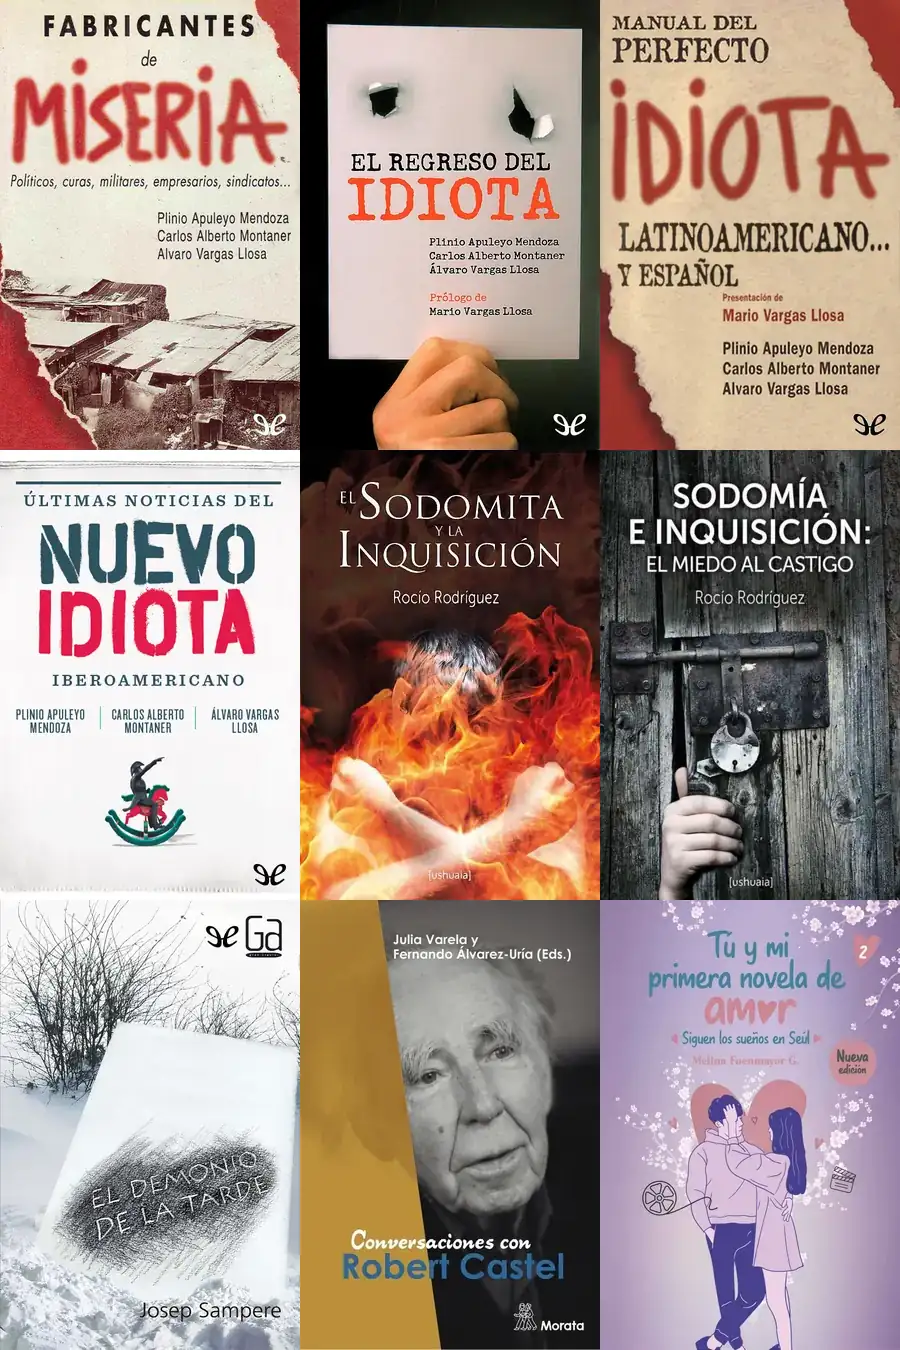 FABRICANTES
de
MISERIA
Políticos, curas, militares, empresarios, sindicatos...
Plinio Apuleyo Mendoza
Carlos Alberto Montaner
Alvaro Vargas Llosa
EL REGRESO DEL
IDIOTA
Plinio Apuleyo Mendoza
Carlos Alberto Montaner
Álvaro Vargas Llosa
Prólogo de
Mario Vargas Llosa
MANUAL DEL
PERFECTO
IDIOTA
LATINOAMERICANO...
Y ESPAÑOL
Presentación de
Mario Vargas Llosa
Plinio Apuleyo Mendoza
Carlos Alberto Montaner
Alvaro Vargas Llosa
ÚLTIMAS NOTICIAS DEL
NUEVO
IDIOTA
IBEROAMERICANO
PLINIO APULEYO
MENDOZA
CARLOS ALBERTO
MONTANER
ÁLVARO VARGAS
LLOSA
EL SODOMITA
Y LA
INQUISICIÓN
Rocío Rodríguez
[ushuaia]
SODOMÍA
E INQUISICIÓN:
EL MIEDO AL CASTIGO
Rocio Rodríguez
[ushuaia]
Ga
EL DEMONIO
DE LA TARDE
Josep Sampere
Julia Varela y
Fernando Álvarez-Uría (Eds.)
Conversaciones con
Robert Castel
Morata
Tú y mi
primera novela de
amor
2
Siguen los sueños en Seúl
Melina Fuenmayor G.
Nueva
edición